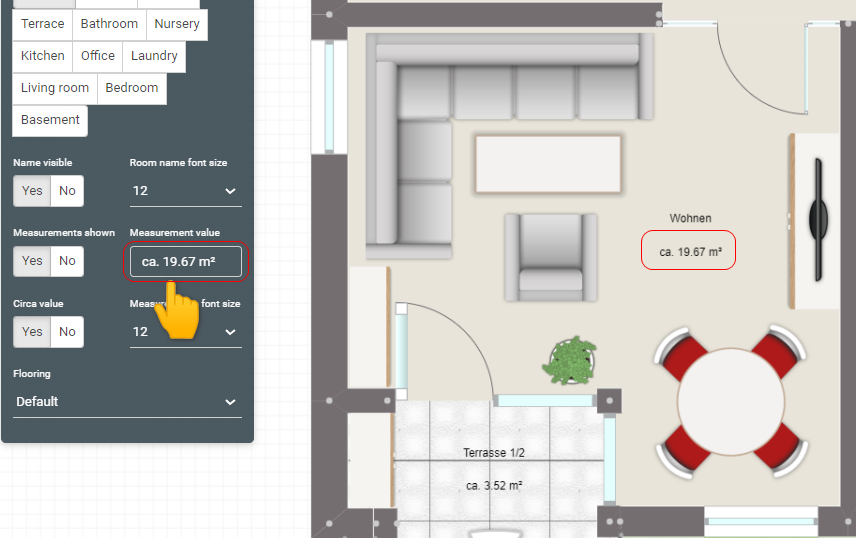 Terrace Bathroom Nursery
Kitchen Office Laundry
Living room Bedroom
Basement
Name visible Room name font size
Yes No 12
Measurements shown Measurement value
Yes No ca. 19.67 m²
Circa value font size
Yes No 12
Flooring
Default
Wohnen
ca. 19.67 m²
Terrasse 1/2
ca. 3.52 m²